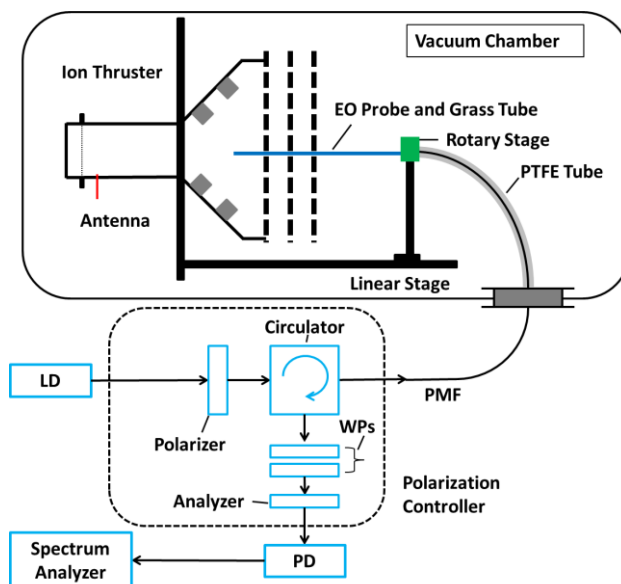 Vacuum Chamber
Ion Thruster
EO Probe and Grass Tube
Rotary Stage
PTFE Tube
Antenna
Linear Stage
Circulator
LD
PMF
Polarizer
WPs
Analyzer
Polarization
Controller
Spectrum
Analyzer
PD